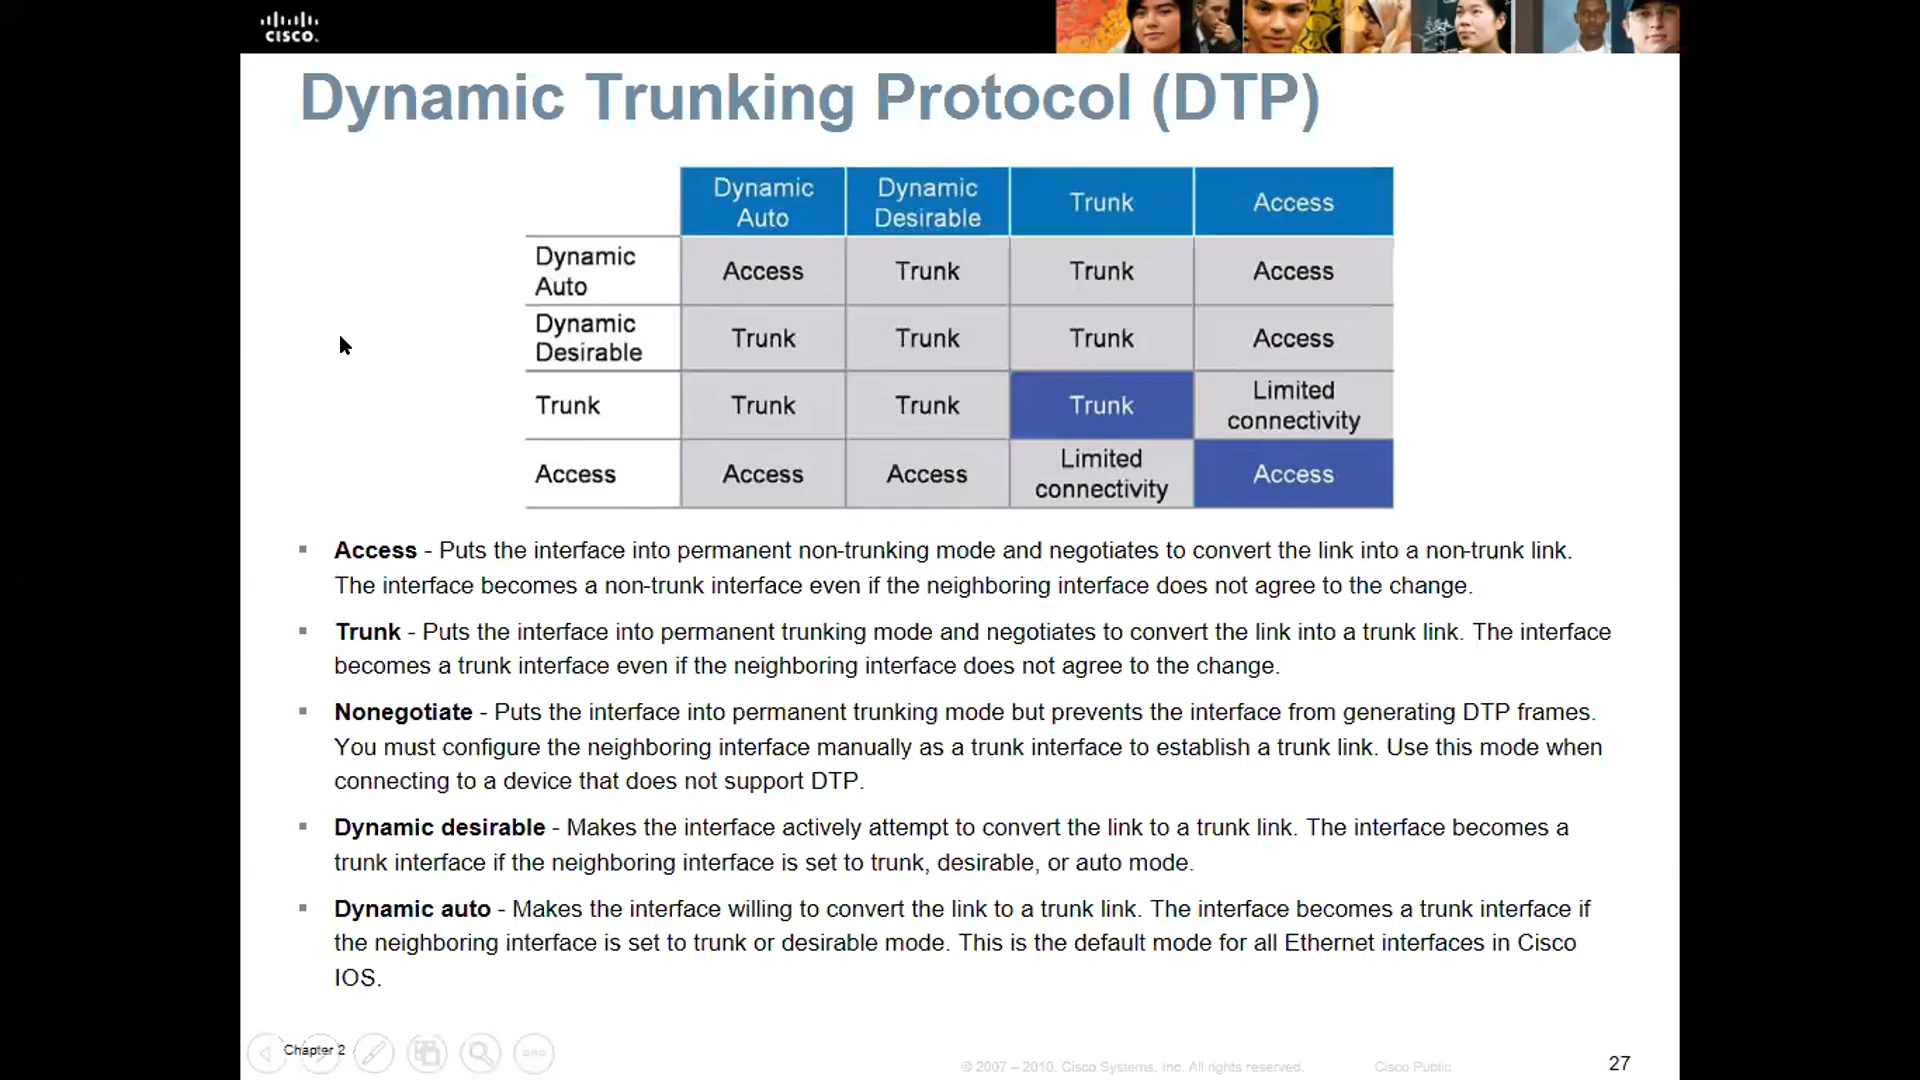 CISCO.
Dynamic Trunking Protocol (DTP)
Dynamic Auto Dynamic Desirable Trunk Access
Dynamic Auto Access Trunk Trunk Access
Dynamic Desirable Trunk Trunk Trunk Access
Trunk Trunk Trunk Trunk Limited connectivity
Access Access Access Limited connectivity Access
▪ Access - Puts the interface into permanent non-trunking mode and negotiates to convert the link into a non-trunk link.
The interface becomes a non-trunk interface even if the neighboring interface does not agree to the change.
▪ Trunk - Puts the interface into permanent trunking mode and negotiates to convert the link into a trunk link. The interface
becomes a trunk interface even if the neighboring interface does not agree to the change.
▪ Nonegotiate - Puts the interface into permanent trunking mode but prevents the interface from generating DTP frames.
You must configure the neighboring interface manually as a trunk interface to establish a trunk link. Use this mode when
connecting to a device that does not support DTP.
▪ Dynamic desirable - Makes the interface actively attempt to convert the link to a trunk link. The interface becomes a
trunk interface if the neighboring interface is set to trunk, desirable, or auto mode.
▪ Dynamic auto - Makes the interface willing to convert the link to a trunk link. The interface becomes a trunk interface if
the neighboring interface is set to trunk or desirable mode. This is the default mode for all Ethernet interfaces in Cisco
IOS.
Chapter 2
© 2007 – 2010, Cisco Systems, Inc. All rights reserved. Cisco Public
27